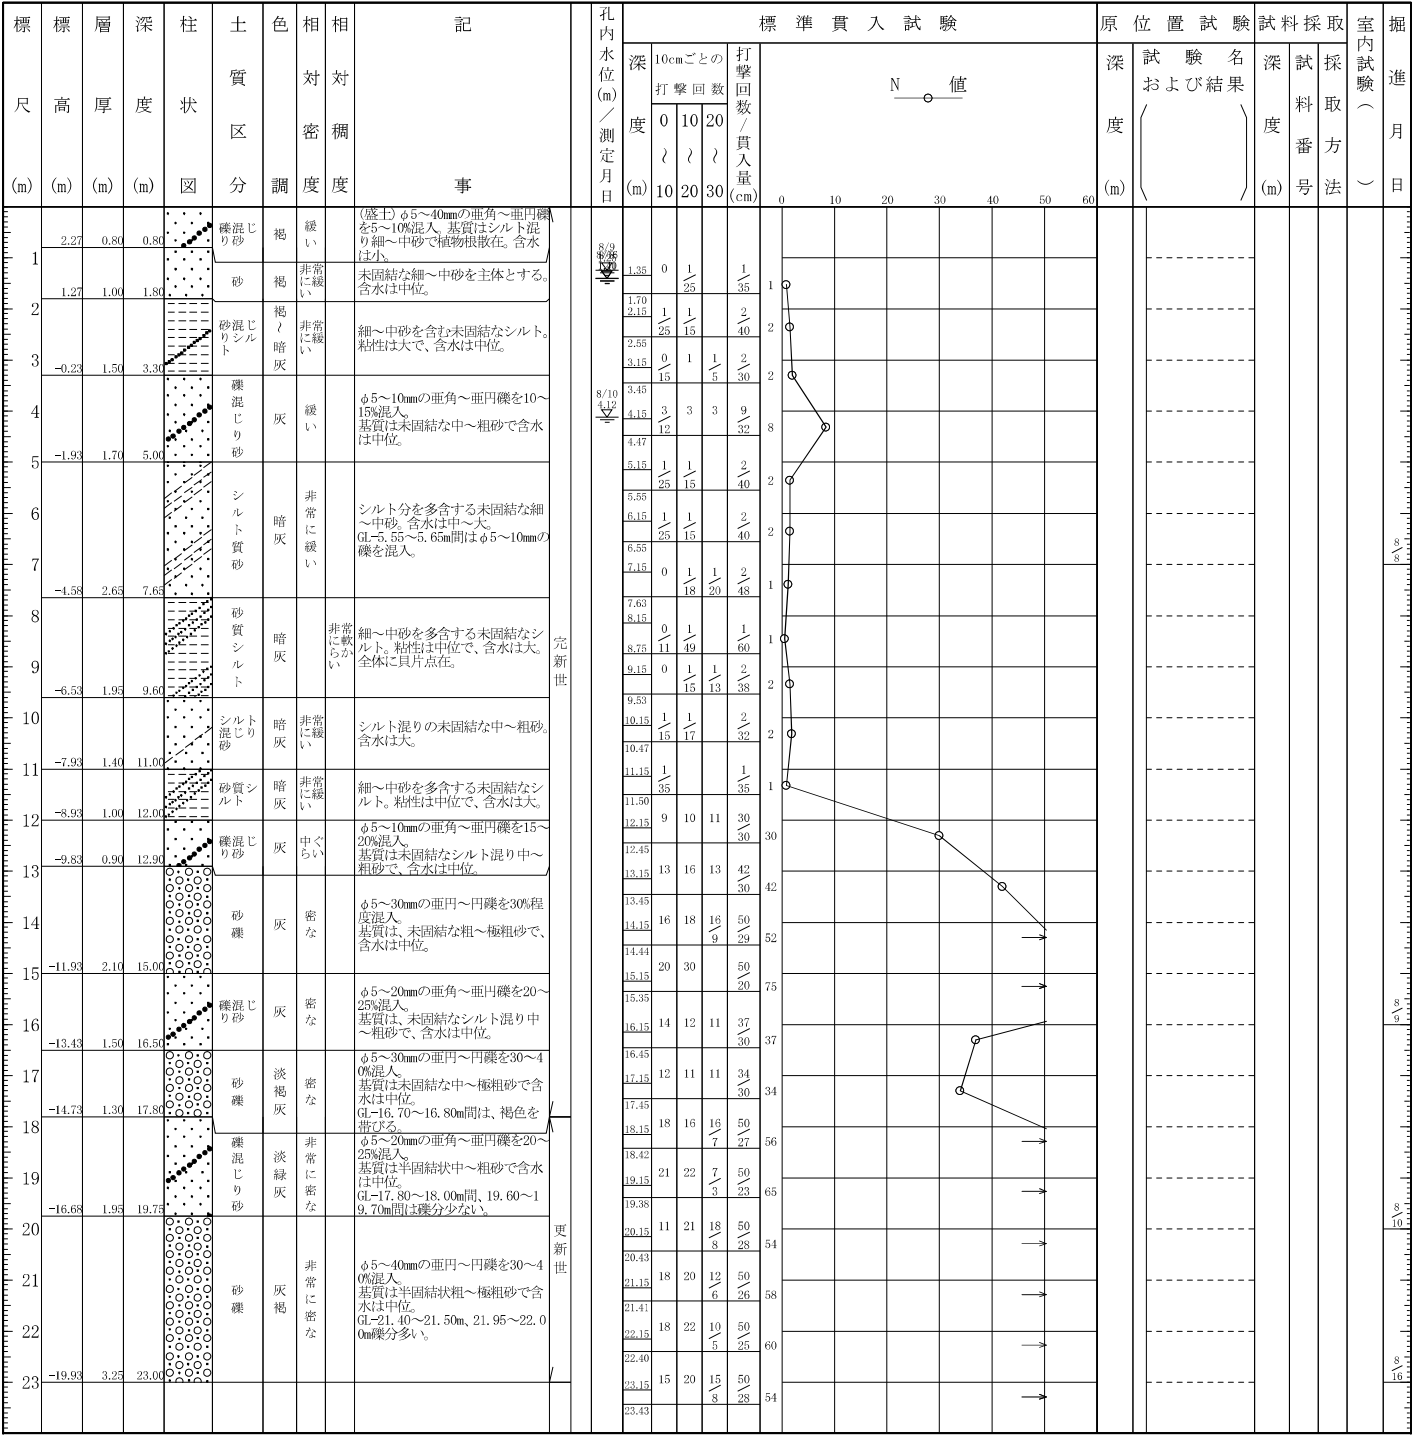 標尺(m)
標高(m)
層厚(m)
深度(m)
柱状図
土質区分
色調
相対密度
相対稠度
記事
孔内水位(m)／測定月日
標準貫入試験
深度(m)
10cmごとの
打撃回数
0〜10
10〜20
20〜30
打撃回数/貫入量(cm)
N 値
0 10 20 30 40 50 60
原位置試験
深度(m)
試験名
および結果
試料採取
深度(m)
試料番号
採取方法
室内試験( )
掘進月日
2.27 0.80 0.80
礫混じ
り砂
褐
緩い
(盛土)φ5〜40mmの亜角〜亜円礫
を5〜10%混入。基質はシルト混
り細〜中砂で植物根散在。含水
は小。
1.27 1.00 1.80
砂
褐
非常
に緩
い
未固結な細〜中砂を主体とする。
含水は中位。
-0.23 1.50 3.30
砂混じ
りシル
ト
褐〜暗灰
非常
に緩
い
細〜中砂を含む未固結なシルト。
粘性は大で、含水は中位。
-1.93 1.70 5.00
礫混じり砂
灰
緩い
φ5〜10mmの亜角〜亜円礫を10〜
15%混入。
基質は未固結な中〜粗砂で含水
は中位。
-4.58 2.65 7.65
シルト質砂
暗灰
非常に緩い
シルト分を多含する未固結な細
〜中砂。含水は中〜大。
GL-5.55〜5.65m間はφ5〜10mmの
礫を混入。
-6.53 1.95 9.60
砂質シルト
暗灰
非常
に軟
らか
い
細〜中砂を多含する未固結なシ
ルト。粘性は中位で、含水は大。
全体に貝片点在。
-7.93 1.40 11.00
シルト
混じり
砂
暗灰
非常
に緩
い
シルト混りの未固結な中〜粗砂。
含水は大。
-8.93 1.00 12.00
砂質シ
ルト
暗灰
非常
に緩
い
細〜中砂を多含する未固結なシ
ルト。粘性は中位で、含水は大。
-9.83 0.90 12.90
礫混じ
り砂
灰
中ぐ
らい
φ5〜10mmの亜角〜亜円礫を15〜
20%混入。
基質は未固結なシルト混り中〜
粗砂で、含水は中位。
-11.93 2.10 15.00
砂礫
灰
密な
φ5〜30mmの亜円〜円礫を30%程
度混入。
基質は、未固結な粗〜極粗砂で、
含水は中位。
-13.43 1.50 16.50
礫混じ
り砂
灰
密な
φ5〜20mmの亜角〜亜円礫を20〜
25%混入。
基質は、未固結なシルト混り中
〜粗砂で、含水は中位。
-14.73 1.30 17.80
砂礫
淡褐灰
密な
φ5〜30mmの亜円〜円礫を30〜4
0%混入。
基質は未固結な中〜極粗砂で含
水は中位。
GL-16.70〜16.80m間は、褐色を
帯びる。
-16.68 1.95 19.75
礫混じり砂
淡緑灰
非常に密な
φ5〜20mmの亜角〜亜円礫を20〜
25%混入。
基質は半固結状中〜粗砂で含水
は中位。
GL-17.80〜18.00m間、19.60〜1
9.70m間は礫分少ない。
-19.93 3.25 23.00
砂礫
灰褐
非常に密な
φ5〜40mmの亜円〜円礫を30〜4
0%混入。
基質は半固結状粗〜極粗砂で含
水は中位。
GL-21.40〜21.50m、21.95〜22.0
0m礫分多い。
1
2
3
4
5
6
7
8
9
10
11
12
13
14
15
16
17
18
19
20
21
22
23
完新世
更新世
8/9
8/10
4.12
1.35 0 1/25 1/35 1
1.70
2.15 1/25 1/15 2/40 2
2.55
3.15 0/15 1 1/5 2/30 2
3.45
4.15 3/12 3 3 9/32 8
4.47
5.15 1/25 1/15 2/40 2
5.55
6.15 1/25 1/15 2/40 2
6.55
7.15 0 1/18 1/20 2/48 1
7.63
8.15 0/11 1/49 1/60 1
8.75
9.15 0 1/15 1/13 2/38 2
9.53
10.15 1/15 1/17 2/32 2
10.47
11.15 1/35 1/35 1
11.50
12.15 9 10 11 30/30 30
12.45
13.15 13 16 13 42/30 42
13.45
14.15 16 18 16/9 50/29 52
14.44
15.15 20 30 50/20 75
15.35
16.15 14 12 11 37/30 37
16.45
17.15 12 11 11 34/30 34
17.45
18.15 18 16 16/7 50/27 56
18.42
19.15 21 22 7/3 50/23 65
19.38
20.15 11 21 18/8 50/28 54
20.43
21.15 18 20 12/6 50/26 58
21.41
22.15 18 22 10/5 50/25 60
22.40
23.15 15 20 15/8 50/28 54
23.43
8/8
8/9
8/10
8/16